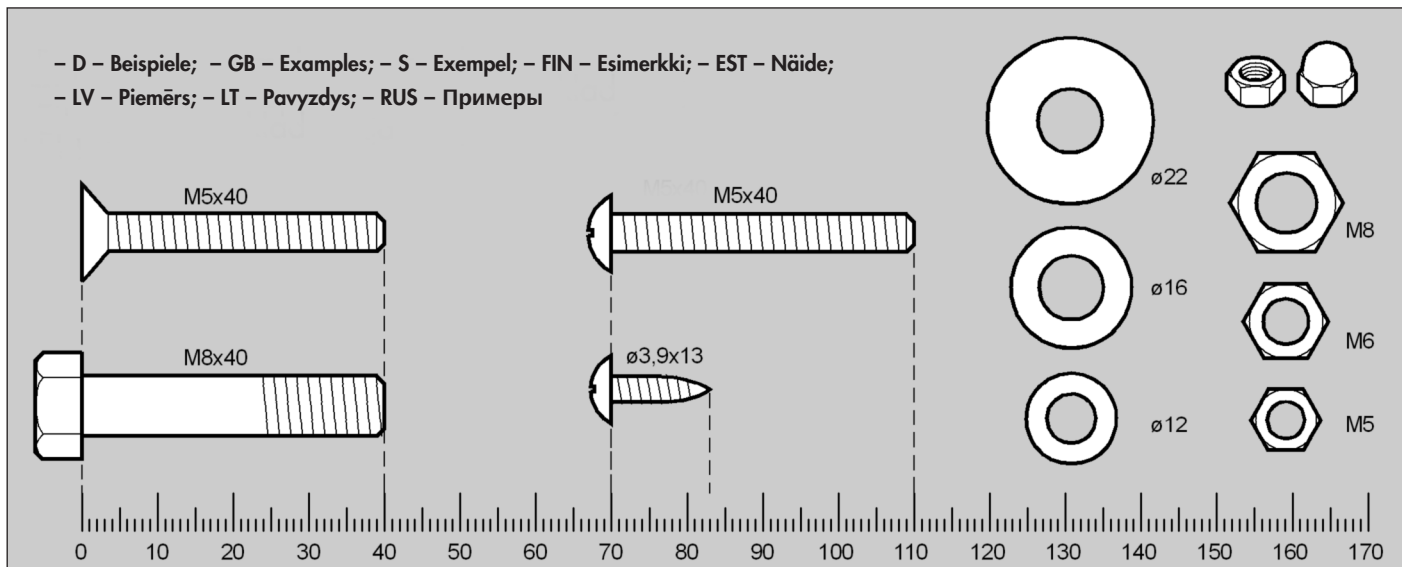 – D – Beispiele; – GB – Examples; – S – Exempel; – FIN – Esimerkki; – EST – Näide;
– LV – Piemērs; – LT – Pavyzdys; – RUS – Примеры
M5x40
M5x40
ø22
M8
ø16
M6
M8x40
ø3,9x13
ø12
M5
0 10 20 30 40 50 60 70 80 90 100 110 120 130 140 150 160 170